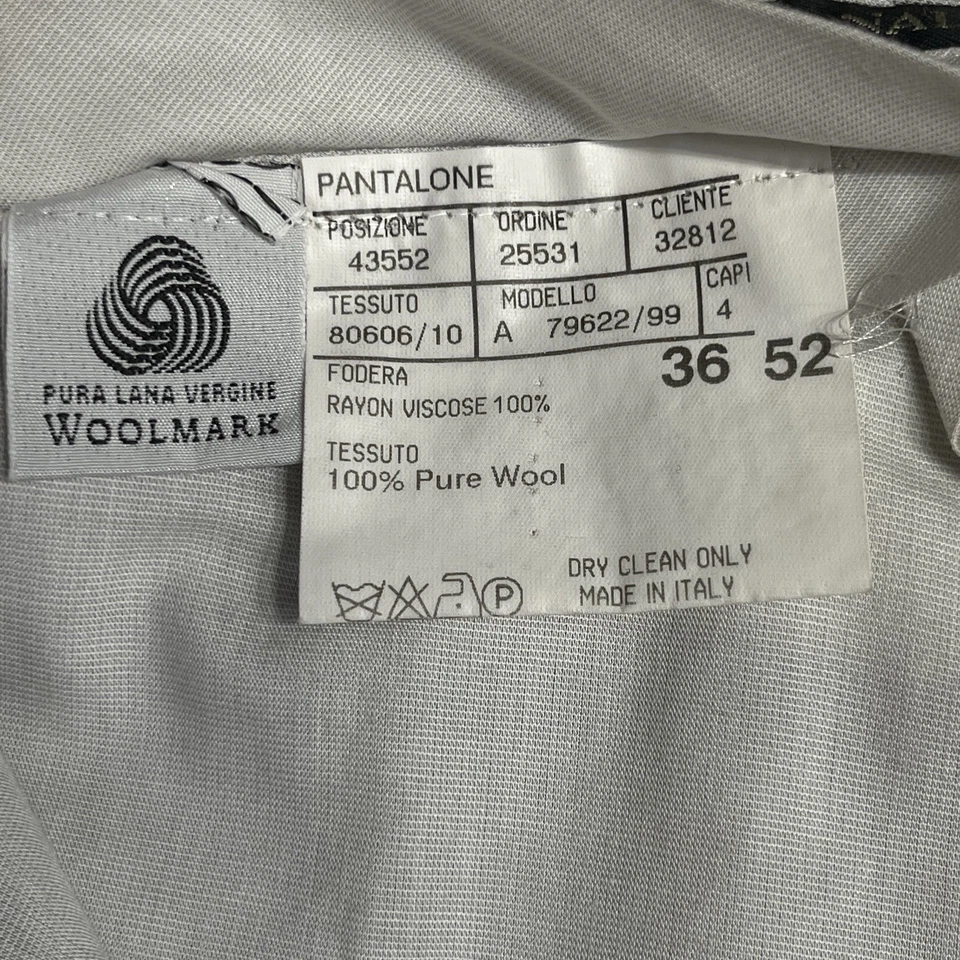 PURA LANA VERGINE
WOOLMARK
PANTALONE
POSIZIONE ORDINE CLIENTE
43552 25531 32812
TESSUTO MODELLO CAPI
80606/10 A 79622/99 4
36 52
FODERA
RAYON VISCOSE 100%
TESSUTO
100% Pure Wool
DRY CLEAN ONLY
MADE IN ITALY
P